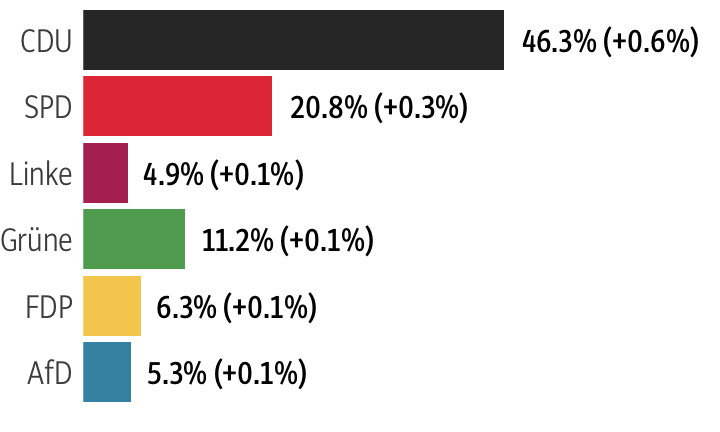 CDU 46.3% (+0.6%)
SPD 20.8% (+0.3%)
Linke 4.9% (+0.1%)
Grüne 11.2% (+0.1%)
FDP 6.3% (+0.1%)
AfD 5.3% (+0.1%)